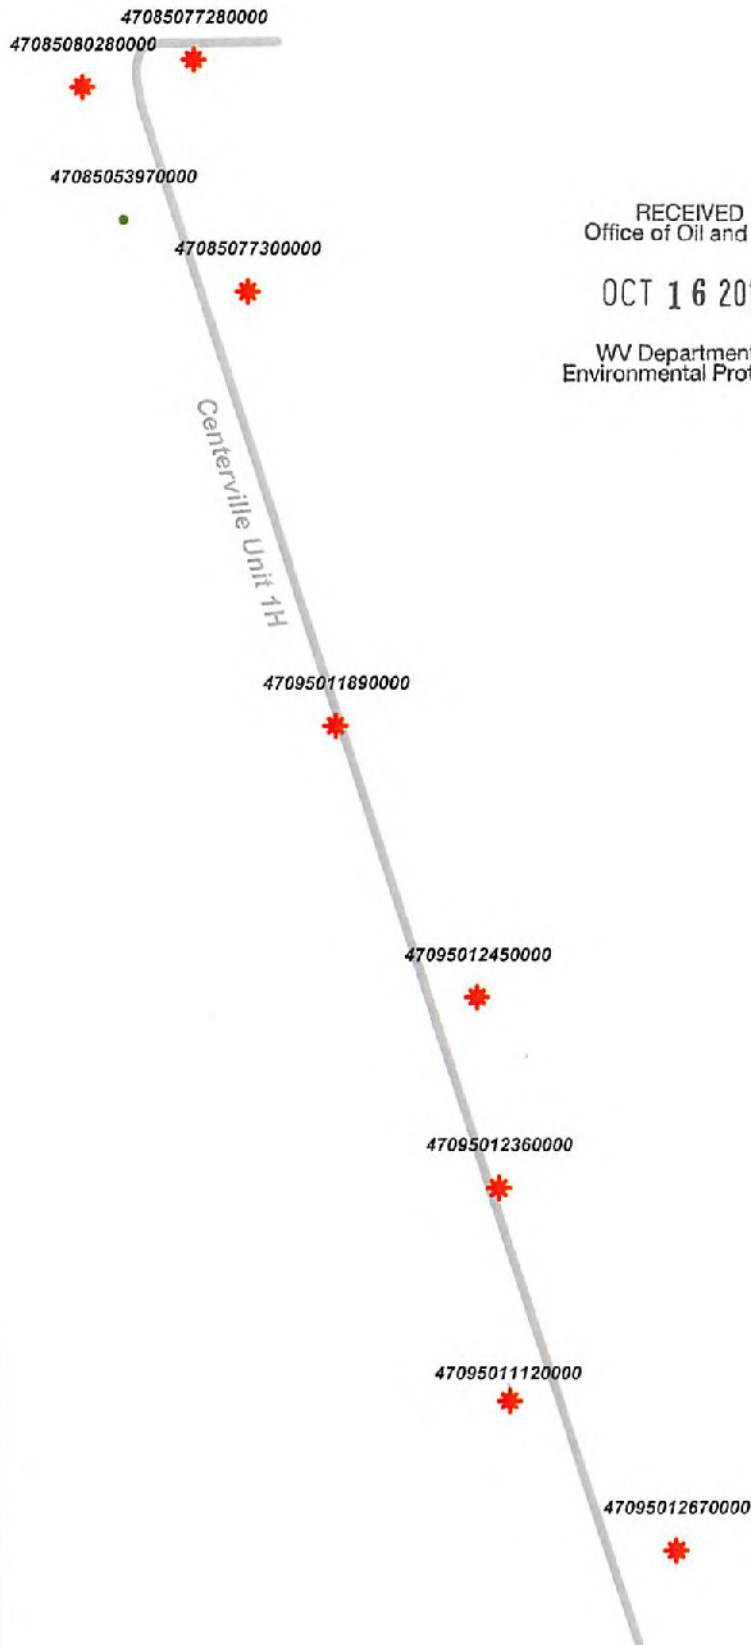 47085077280000
47085080280000
47085053970000
47085077300000
RECEIVED
Office of Oil and
OCT 16 20
WV Department
Environmental Prot
Centerville Unit 1H
47095011890000
47095012450000
47095012360000
47095011120000
47095012670000